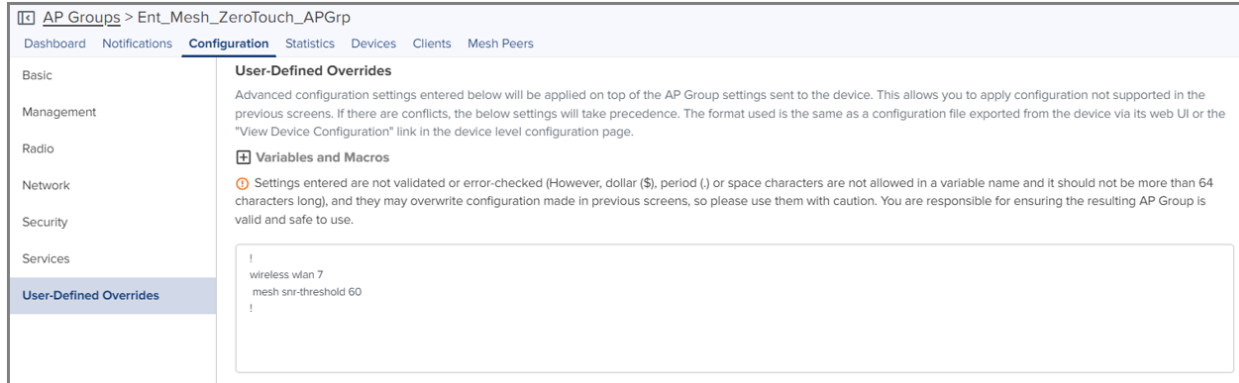 AP Groups > Ent_Mesh_ZeroTouch_APGrp
Dashboard Notifications Configuration Statistics Devices Clients Mesh Peers
Basic
Management
Radio
Network
Security
Services
User-Defined Overrides
User-Defined Overrides
Advanced configuration settings entered below will be applied on top of the AP Group settings sent to the device. This allows you to apply configuration not supported in the
previous screens. If there are conflicts, the below settings will take precedence. The format used is the same as a configuration file exported from the device via its web UI or the
"View Device Configuration" link in the device level configuration page.
Variables and Macros
Settings entered are not validated or error-checked (However, dollar ($), period (.) or space characters are not allowed in a variable name and it should not be more than 64
characters long), and they may overwrite configuration made in previous screens, so please use them with caution. You are responsible for ensuring the resulting AP Group is
valid and safe to use.
!
wireless wlan 7
mesh snr-threshold 60
!